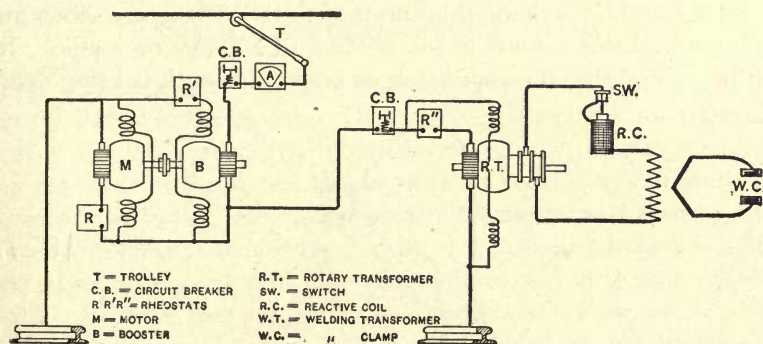 T
C.B.
A
R'
C.B.
R"
SW.
R.C.
M
B
R.T.
W.C.
R
T = TROLLEY
C.B. = CIRCUIT BREAKER
R R'R" = RHEOSTATS
M = MOTOR
B = BOOSTER
R.T. = ROTARY TRANSFORMER
SW. = SWITCH
R.C. = REACTIVE COIL
W.T. = WELDING TRANSFORMER
W.C. = " CLAMP